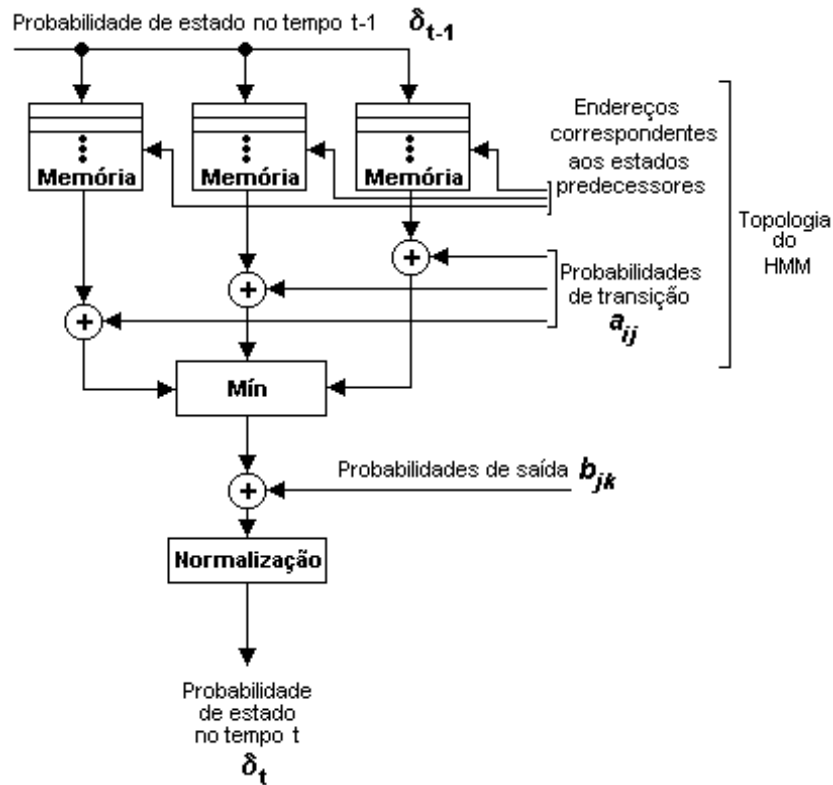 Probabilidade de estado no tempo t-1 δt-1
Endereços
correspondentes
aos estados
predecessores
Memória Memória Memória
Topologia
do
HMM
Probabilidades
de transição
aij
+
+
+
Mín
Probabilidades de saída bjk
+
Normalização
Probabilidade
de estado
no tempo t
δt